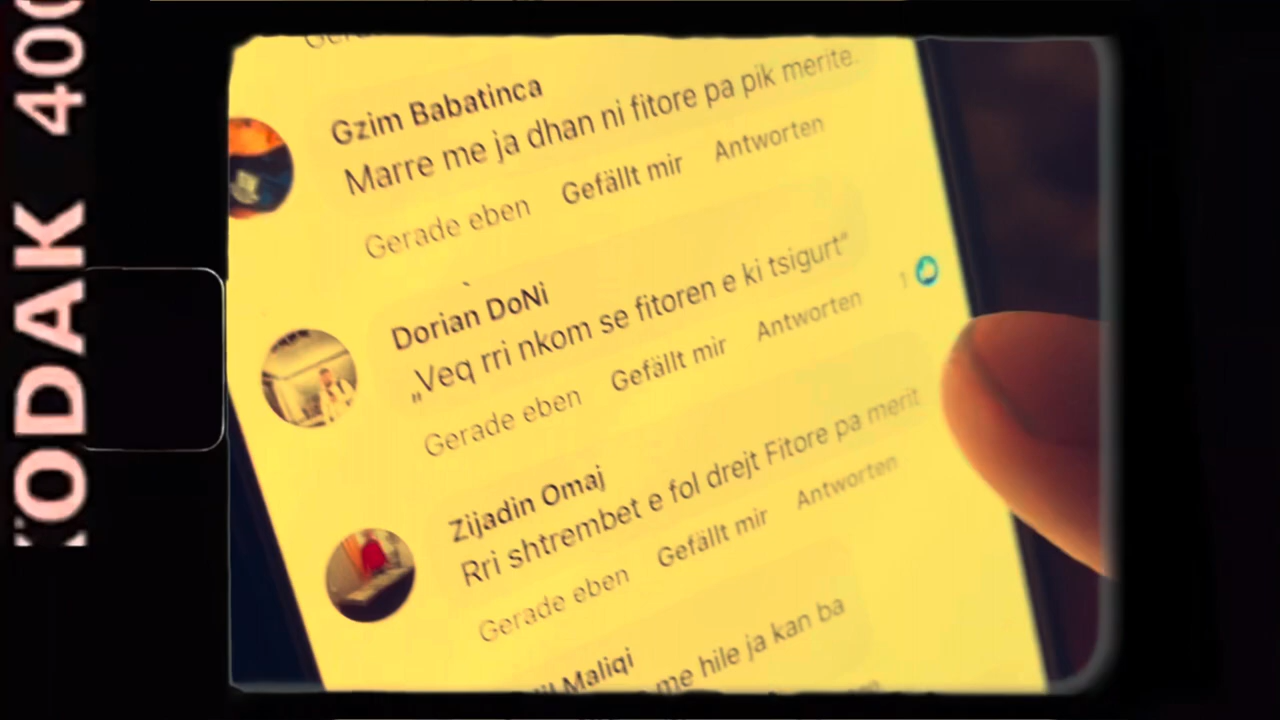 KODAK 400
Gzim Babatinca
Marre me ja dhan ni fitore pa pik merite.
Gerade eben Gefällt mir Antworten
Dorian DoNi
„Veq rri nkom se fitoren e ki tsigurt“
Gerade eben Gefällt mir Antworten 1
Zijadin Omaj
Rri shtrembet e fol drejt Fitore pa merit
Gerade eben Gefällt mir Antworten
Maliqi
me hile ja kan ba